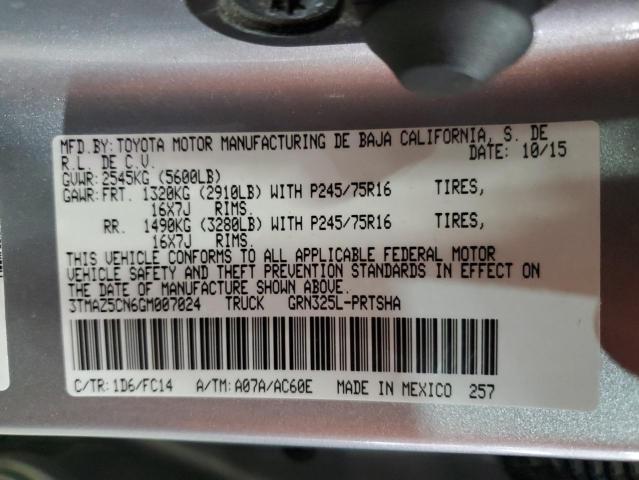 MFD.BY: TOYOTA MOTOR MANUFACTURING DE BAJA CALIFORNIA, S. DE
R.L. DE C.V. DATE: 10/15
GVWR: 2545KG (5600LB)
GAWR: FRT. 1320KG (2910LB) WITH P245/75R16 TIRES,
16X7J RIMS.
RR. 1490KG (3280LB) WITH P245/75R16 TIRES,
16X7J RIMS.
THIS VEHICLE CONFORMS TO ALL APPLICABLE FEDERAL MOTOR
VEHICLE SAFETY AND THEFT PREVENTION STANDARDS IN EFFECT ON
THE DATE OF MANUFACTURE SHOWN ABOVE.
3TMAZ5CN6GM007024 TRUCK GRN325L-PRTSHA
C/TR: 1D6/FC14 A/TM: A07A/AC60E MADE IN MEXICO 257